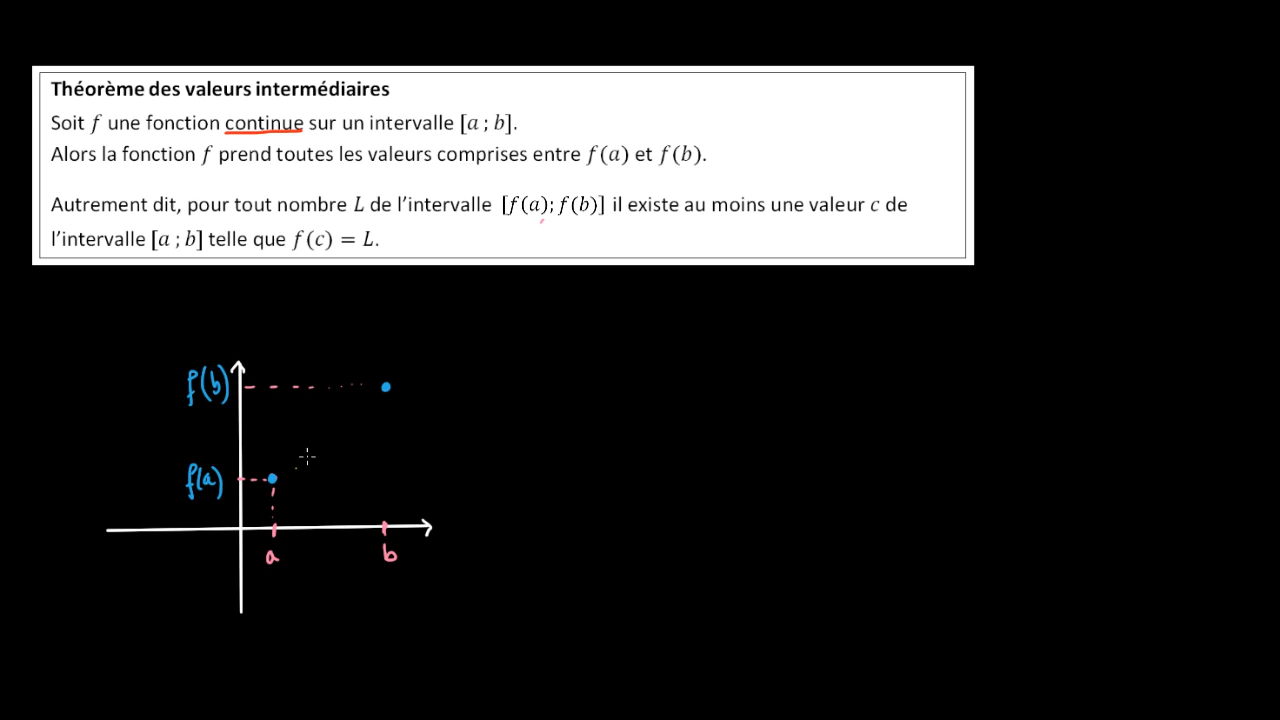 Théorème des valeurs intermédiaires
Soit f une fonction continue sur un intervalle [a ; b].
Alors la fonction f prend toutes les valeurs comprises entre f(a) et f(b).
Autrement dit, pour tout nombre L de l'intervalle [f(a); f(b)] il existe au moins une valeur c de
l'intervalle [a ; b] telle que f(c) = L.
f(b)
f(a)
a b